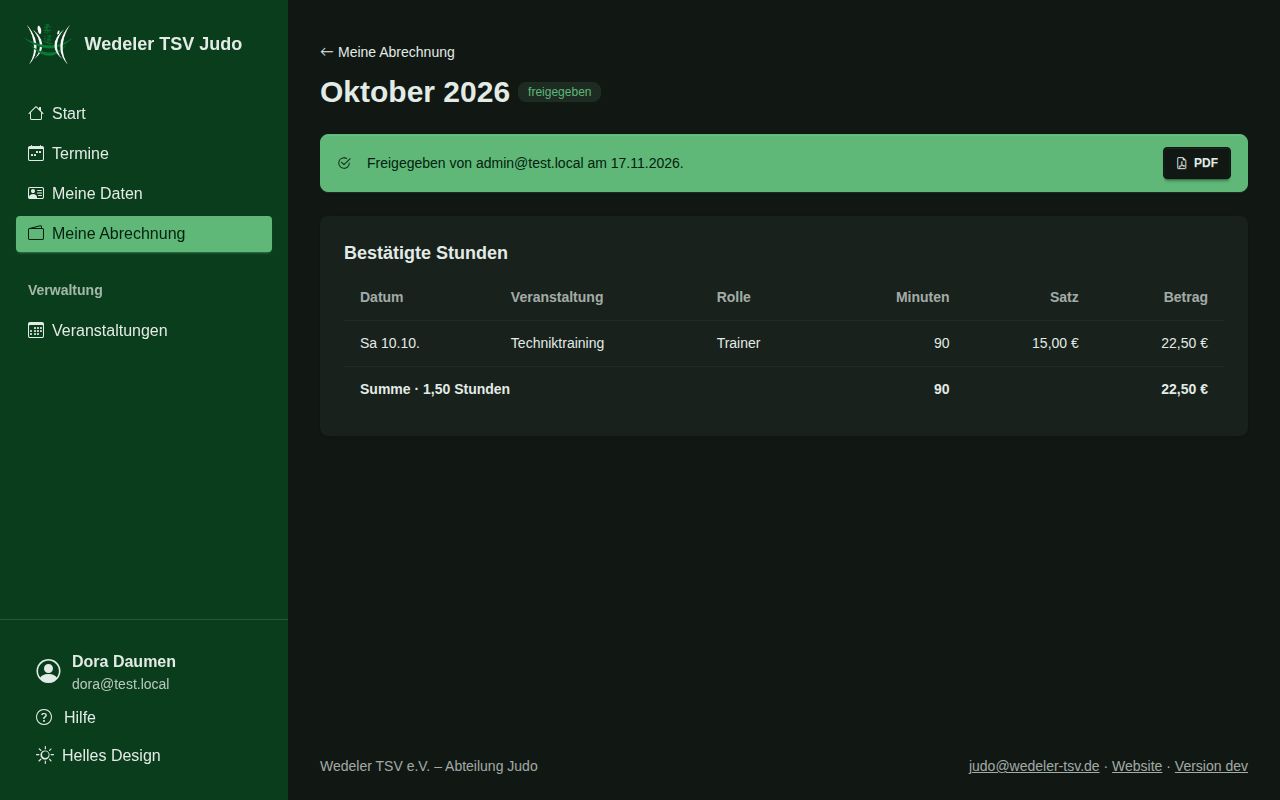 Wedeler TSV Judo
Start
Termine
Meine Daten
Meine Abrechnung
Verwaltung
Veranstaltungen
Dora Daumen
dora@test.local
Hilfe
Helles Design
← Meine Abrechnung
Oktober 2026 freigegeben
Freigegeben von admin@test.local am 17.11.2026. PDF
Bestätigte Stunden
Datum Veranstaltung Rolle Minuten Satz Betrag
Sa 10.10. Techniktraining Trainer 90 15,00 € 22,50 €
Summe · 1,50 Stunden 90 22,50 €
Wedeler TSV e.V. – Abteilung Judo judo@wedeler-tsv.de · Website · Version dev